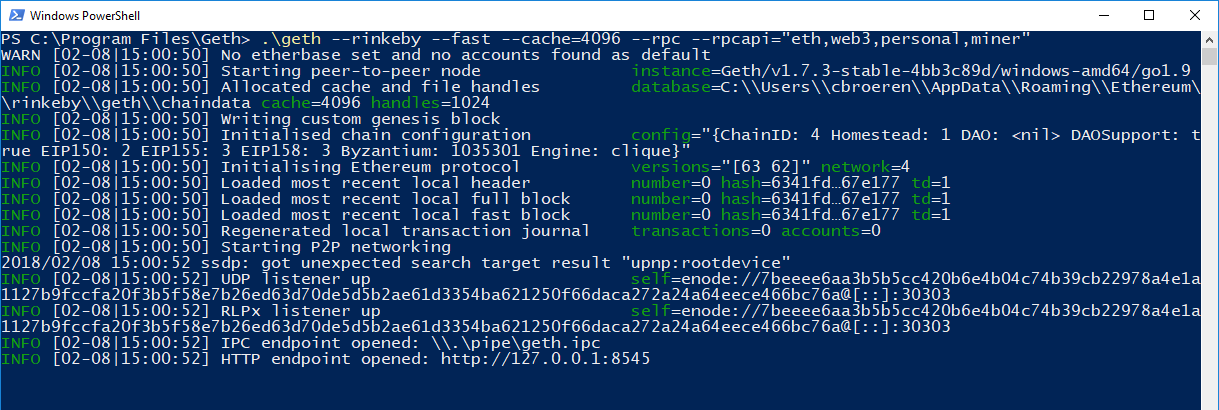 Windows PowerShell
PS C:\Program Files\Geth> .\geth --rinkeby --fast --cache=4096 --rpc --rpcapi="eth,web3,personal,miner"
WARN [02-08|15:00:50] No etherbase set and no accounts found as default
INFO [02-08|15:00:50] Starting peer-to-peer node instance=Geth/v1.7.3-stable-4bb3c89d/windows-amd64/go1.9
INFO [02-08|15:00:50] Allocated cache and file handles database=C:\\Users\\cbroeren\\AppData\\Roaming\\Ethereum\
\rinkeby\\geth\\chaindata cache=4096 handles=1024
INFO [02-08|15:00:50] Writing custom genesis block
INFO [02-08|15:00:50] Initialised chain configuration config="{ChainID: 4 Homestead: 1 DAO: <nil> DAOSupport: t
rue EIP150: 2 EIP155: 3 EIP158: 3 Byzantium: 1035301 Engine: clique}"
INFO [02-08|15:00:50] Initialising Ethereum protocol versions="[63 62]" network=4
INFO [02-08|15:00:50] Loaded most recent local header number=0 hash=6341fd…67e177 td=1
INFO [02-08|15:00:50] Loaded most recent local full block number=0 hash=6341fd…67e177 td=1
INFO [02-08|15:00:50] Loaded most recent local fast block number=0 hash=6341fd…67e177 td=1
INFO [02-08|15:00:50] Regenerated local transaction journal transactions=0 accounts=0
INFO [02-08|15:00:50] Starting P2P networking
2018/02/08 15:00:52 ssdp: got unexpected search target result "upnp:rootdevice"
INFO [02-08|15:00:52] UDP listener up self=enode://7beeee6aa3b5b5cc420b6e4b04c74b39cb22978a4e1a
1127b9fccfa20f3b5f58e7b26ed63d70de5d5b2ae61d3354ba621250f66daca272a24a64eece466bc76a@[::]:30303
INFO [02-08|15:00:52] RLPx listener up self=enode://7beeee6aa3b5b5cc420b6e4b04c74b39cb22978a4e1a
1127b9fccfa20f3b5f58e7b26ed63d70de5d5b2ae61d3354ba621250f66daca272a24a64eece466bc76a@[::]:30303
INFO [02-08|15:00:52] IPC endpoint opened: \\.\pipe\geth.ipc
INFO [02-08|15:00:52] HTTP endpoint opened: http://127.0.0.1:8545